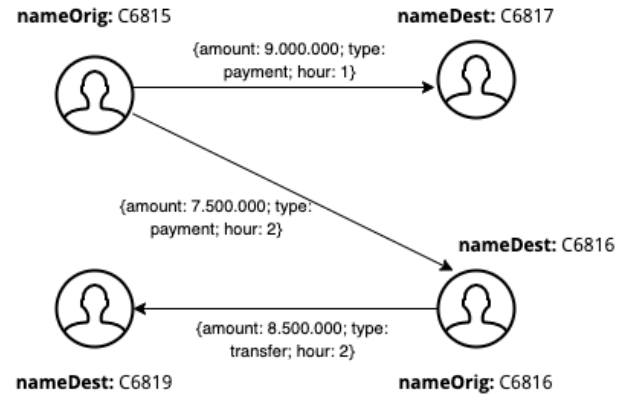 nameOrig: C6815
nameDest: C6817
{amount: 9.000.000; type:
payment; hour: 1}
{amount: 7.500.000; type:
payment; hour: 2}
nameDest: C6816
{amount: 8.500.000; type:
transfer; hour: 2}
nameDest: C6819
nameOrig: C6816